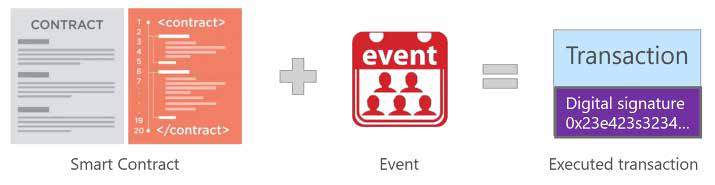 CONTRACT
1
2
3
4
5
6
7
19
20
<contract>
</contract>
event
Transaction
Digital signature
0x23e423s3234...
Smart Contract
Event
Executed transaction